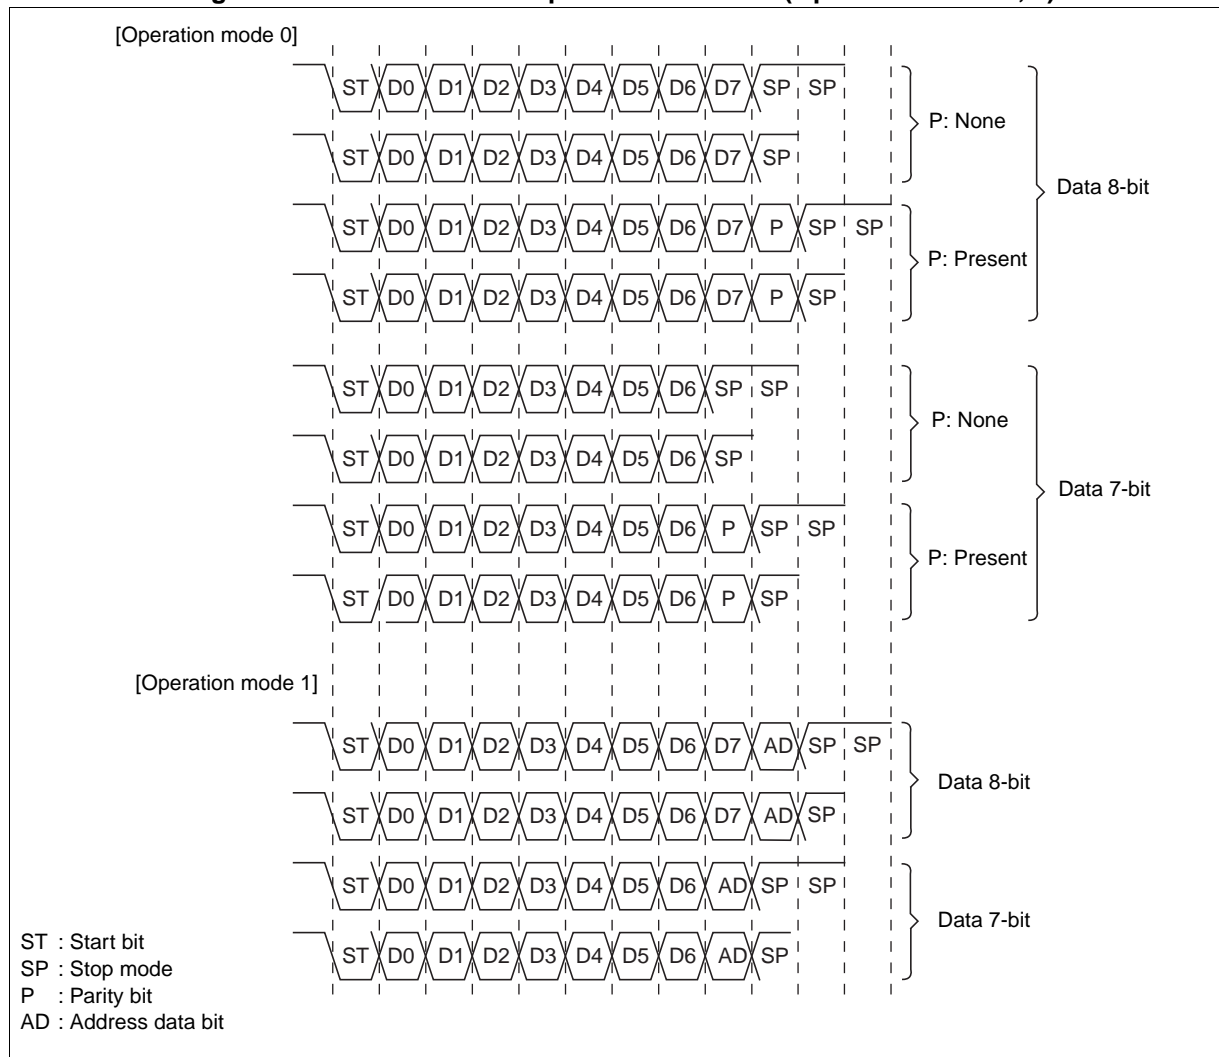 [Operation mode 0]
ST D0 D1 D2 D3 D4 D5 D6 D7 SP SP
P: None
ST D0 D1 D2 D3 D4 D5 D6 D7 SP
Data 8-bit
ST D0 D1 D2 D3 D4 D5 D6 D7 P SP SP
P: Present
ST D0 D1 D2 D3 D4 D5 D6 D7 P SP
ST D0 D1 D2 D3 D4 D5 D6 SP SP
P: None
ST D0 D1 D2 D3 D4 D5 D6 SP
Data 7-bit
ST D0 D1 D2 D3 D4 D5 D6 P SP SP
P: Present
ST D0 D1 D2 D3 D4 D5 D6 P SP
[Operation mode 1]
ST D0 D1 D2 D3 D4 D5 D6 D7 AD SP SP
Data 8-bit
ST D0 D1 D2 D3 D4 D5 D6 D7 AD SP
ST D0 D1 D2 D3 D4 D5 D6 AD SP SP
Data 7-bit
ST D0 D1 D2 D3 D4 D5 D6 AD SP
ST : Start bit
SP : Stop mode
P : Parity bit
AD : Address data bit